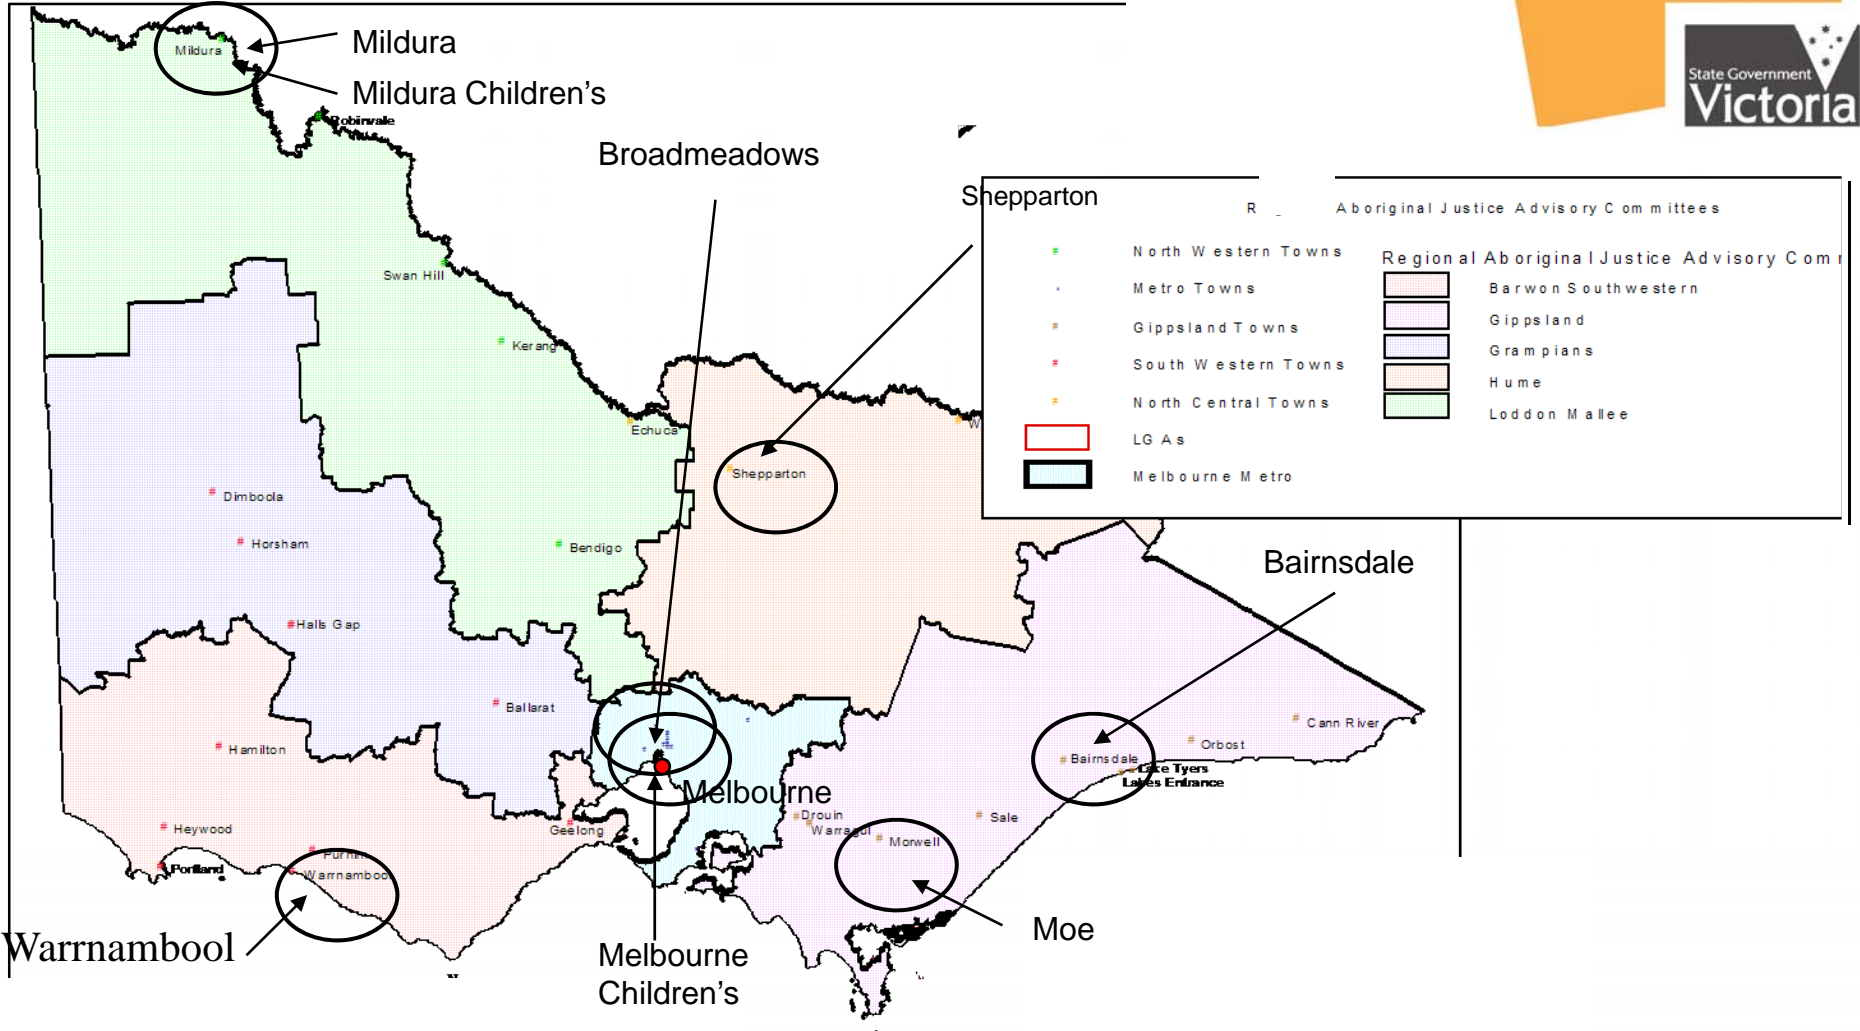 Mildura
Mildura
Mildura Children's
State Government
Victoria
Robinvale
Broadmeadows
Shepparton
Aboriginal Justice Advisory Committees
North Western Towns
Metro Towns
Gippsland Towns
South Western Towns
North Central Towns
LGAs
Melbourne Metro
Regional Aboriginal Justice Advisory Com
Barwon Southwestern
Gippsland
Grampians
Hume
Loddon Mallee
Swan Hill
Kerang
Echuca
W
Shepparton
Dimboola
Horsham
Bendigo
Bairnsdale
Halls Gap
Ballarat
Hamilton
Cann River
Orbost
Bairnsdale
Lake Tyers
Lakes Entrance
Melbourne
Drouin
Warragul
Sale
Morwell
Heywood
Geelong
Portland
Warrnambool
Warrnambool
Moe
Melbourne
Children's